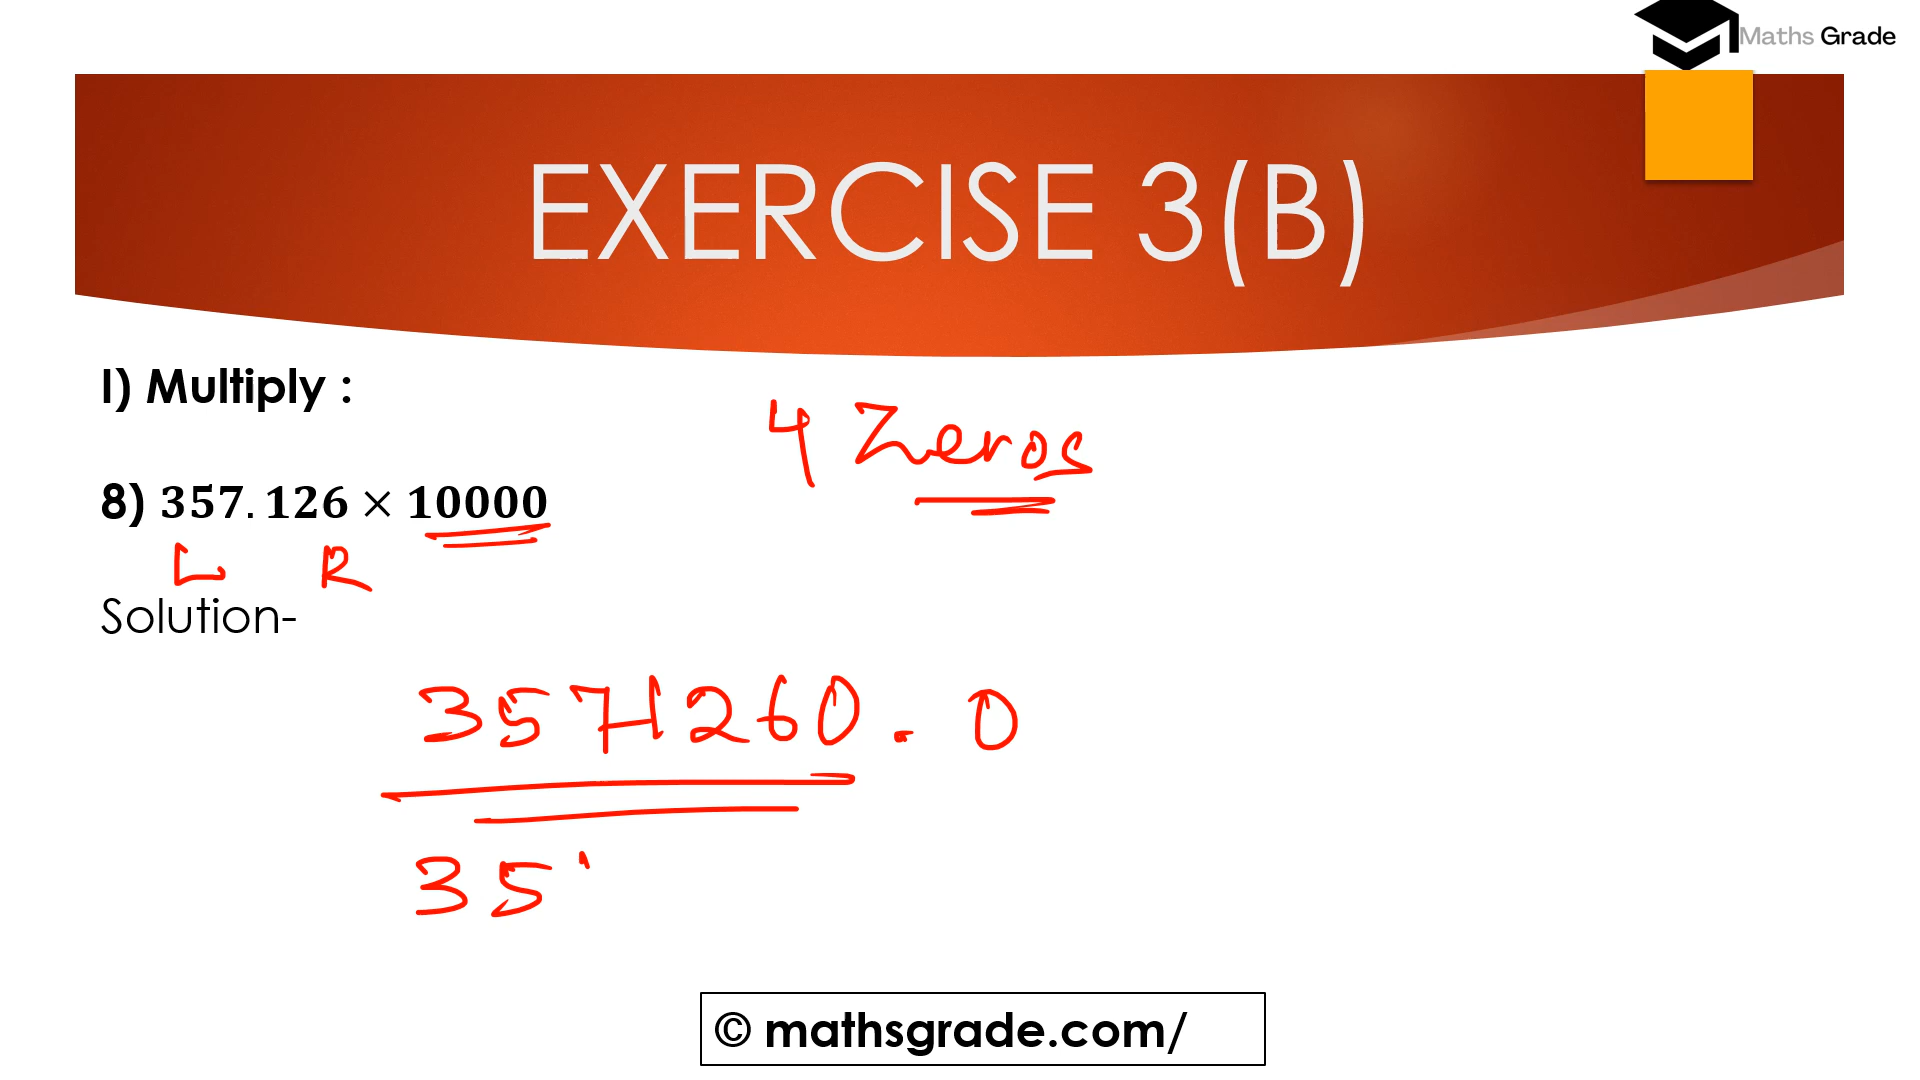 Maths Grade
EXERCISE 3(B)
I) Multiply :
4 Zeros
8) 357.126 × 10000
L R
Solution-
3571260.0
35
© mathsgrade.com/